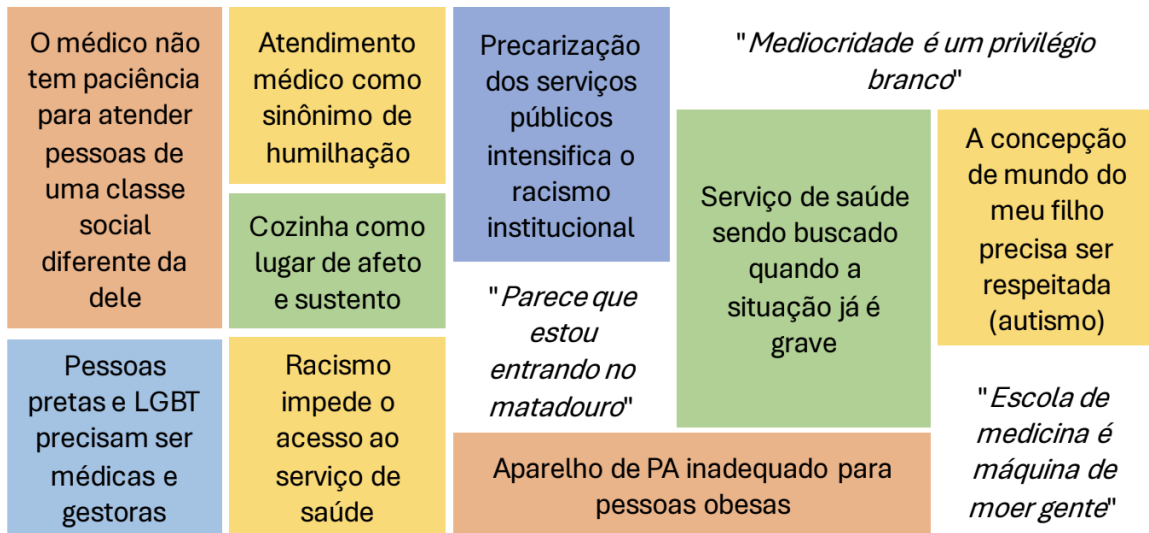 O médico não
tem paciência
para atender
pessoas de
uma classe
social
diferente da
dele
Atendimento
médico como
sinônimo de
humilhação
Precarização
dos serviços
públicos
intensifica o
racismo
institucional
"Mediocridade é um privilégio
branco"
Cozinha como
lugar de afeto
e sustento
Serviço de saúde
sendo buscado
quando a
situação já é
grave
A concepção
de mundo do
meu filho
precisa ser
respeitada
(autismo)
"Parece que
estou
entrando no
matadouro"
Pessoas
pretas e LGBT
precisam ser
médicas e
gestoras
Racismo
impede o
acesso ao
serviço de
saúde
Aparelho de PA inadequado para
pessoas obesas
"Escola de
medicina é
máquina de
moer gente"